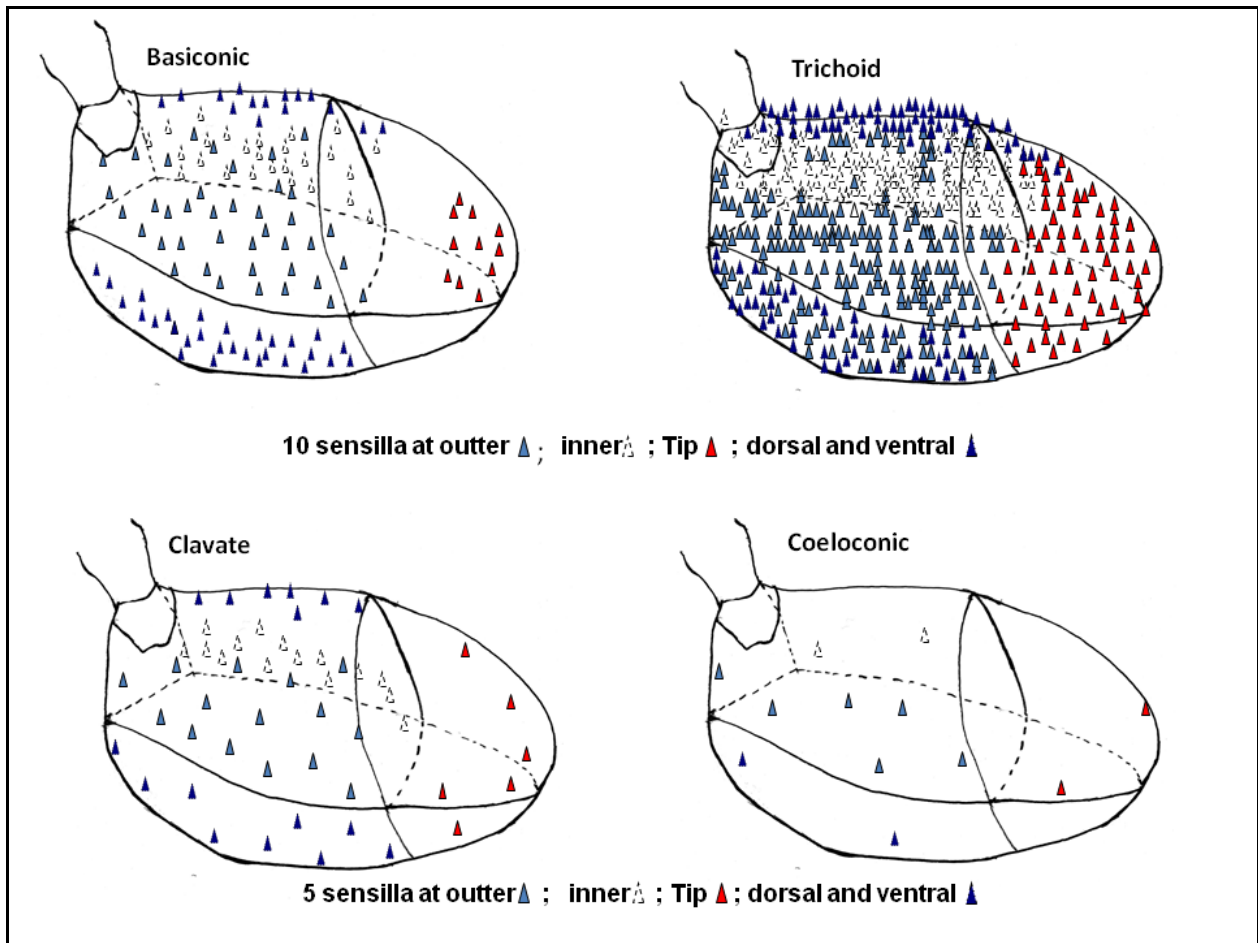 Basiconic
Trichoid
10 sensilla at outter ; inner ; Tip ; dorsal and ventral
Clavate
Coeloconic
5 sensilla at outter ; inner ; Tip ; dorsal and ventral